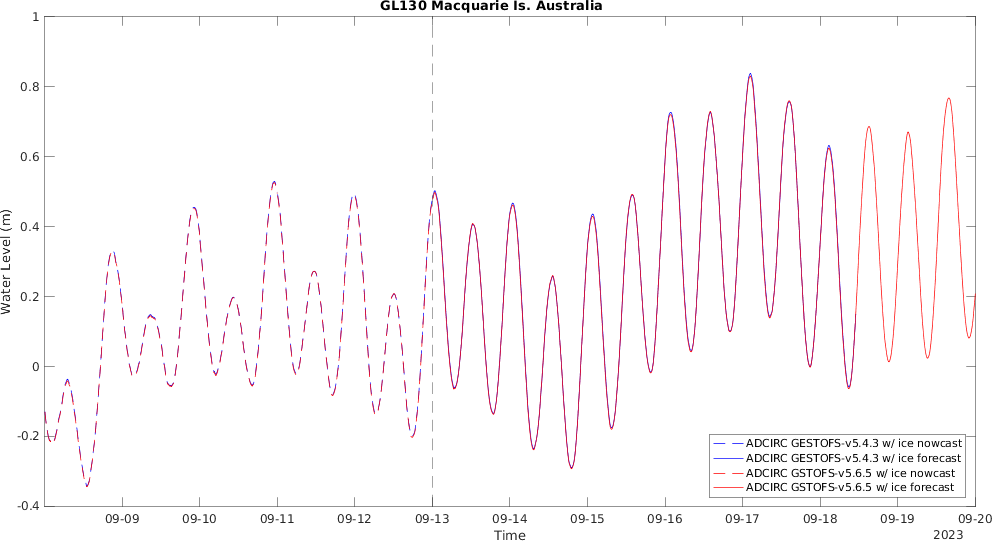 GL130 Macquarie Is. Australia
1
0.8
0.6
0.4
0.2
0
-0.2
-0.4
Water Level (m)
ADCIRC GESTOFS-v5.4.3 w/ ice nowcast
ADCIRC GESTOFS-v5.4.3 w/ ice forecast
ADCIRC GSTOFS-v5.6.5 w/ ice nowcast
ADCIRC GSTOFS-v5.6.5 w/ ice forecast
09-09 09-10 09-11 09-12 09-13 09-14 09-15 09-16 09-17 09-18 09-19 09-20
Time
2023